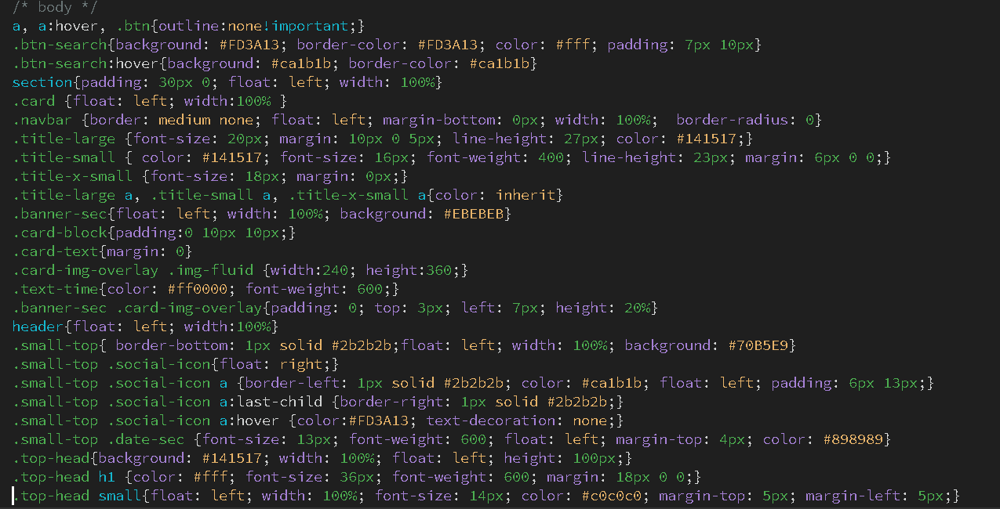 /* body */
a, a:hover, .btn{outline:none!important;}
.btn-search{background: #FD3A13; border-color: #FD3A13; color: #fff; padding: 7px 10px}
.btn-search:hover{background: #ca1b1b; border-color: #ca1b1b}
section{padding: 30px 0; float: left; width: 100%}
.card {float: left; width:100% }
.navbar {border: medium none; float: left; margin-bottom: 0px; width: 100%;  border-radius: 0}
.title-large {font-size: 20px; margin: 10px 0 5px; line-height: 27px; color: #141517;}
.title-small { color: #141517; font-size: 16px; font-weight: 400; line-height: 23px; margin: 6px 0 0;}
.title-x-small {font-size: 18px; margin: 0px;}
.title-large a, .title-small a, .title-x-small a{color: inherit}
.banner-sec{float: left; width: 100%; background: #EBEBEB}
.card-block{padding:0 10px 10px;}
.card-text{margin: 0}
.card-img-overlay .img-fluid {width:240; height:360;}
.text-time{color: #ff0000; font-weight: 600;}
.banner-sec .card-img-overlay{padding: 0; top: 3px; left: 7px; height: 20%}
header{float: left; width:100%}
.small-top{ border-bottom: 1px solid #2b2b2b;float: left; width: 100%; background: #70B5E9}
.small-top .social-icon{float: right;}
.small-top .social-icon a {border-left: 1px solid #2b2b2b; color: #ca1b1b; float: left; padding: 6px 13px;}
.small-top .social-icon a:last-child {border-right: 1px solid #2b2b2b;}
.small-top .social-icon a:hover {color:#FD3A13; text-decoration: none;}
.small-top .date-sec {font-size: 13px; font-weight: 600; float: left; margin-top: 4px; color: #898989}
.top-head{background: #141517; width: 100%; float: left; height: 100px;}
.top-head h1 {color: #fff; font-size: 36px; font-weight: 600; margin: 18px 0 0;}
.top-head small{float: left; width: 100%; font-size: 14px; color: #c0c0c0; margin-top: 5px; margin-left: 5px;}